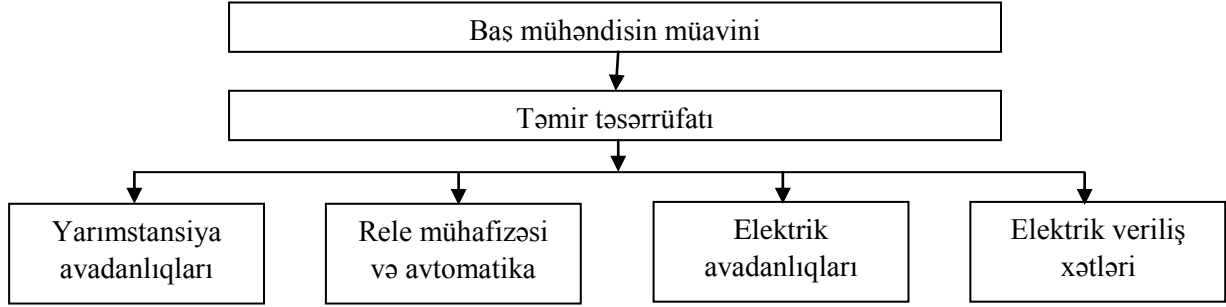 Baş mühəndisin müavini
Təmir təsərrüfatı
Yarımstansiya
avadanlıqları
Rele mühafizəsi
və avtomatika
Elektrik
avadanlıqları
Elektrik veriliş
xətləri